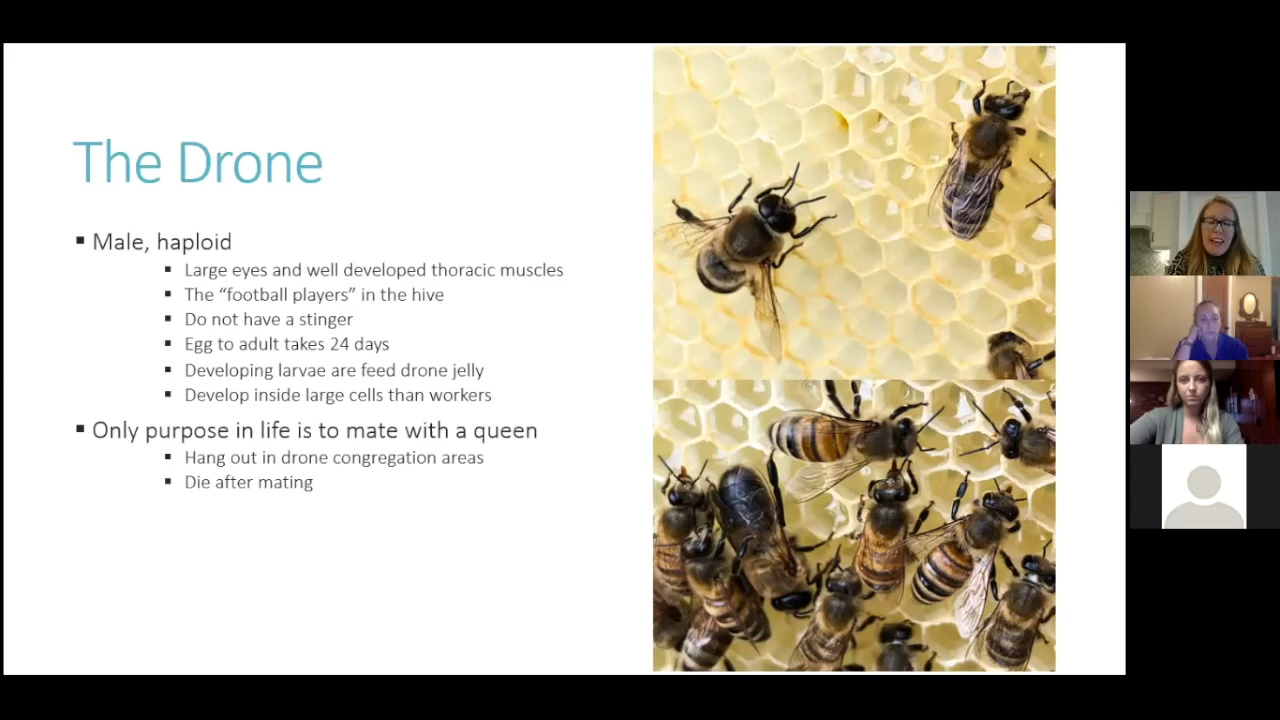 The Drone
▪ Male, haploid
▪ Large eyes and well developed thoracic muscles
▪ The “football players” in the hive
▪ Do not have a stinger
▪ Egg to adult takes 24 days
▪ Developing larvae are feed drone jelly
▪ Develop inside large cells than workers
▪ Only purpose in life is to mate with a queen
▪ Hang out in drone congregation areas
▪ Die after mating